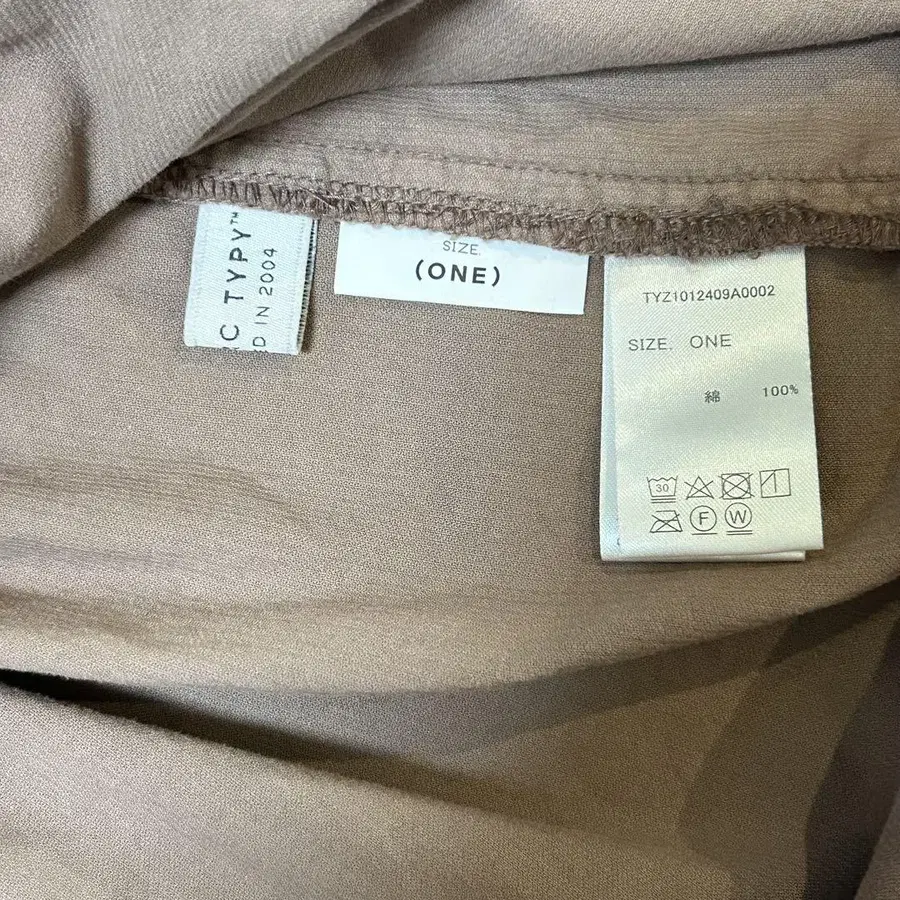 C TYPY™
D IN 2004
SIZE.
(ONE)
TYZ1012409A0002
SIZE. ONE
綿 100%
30
F W